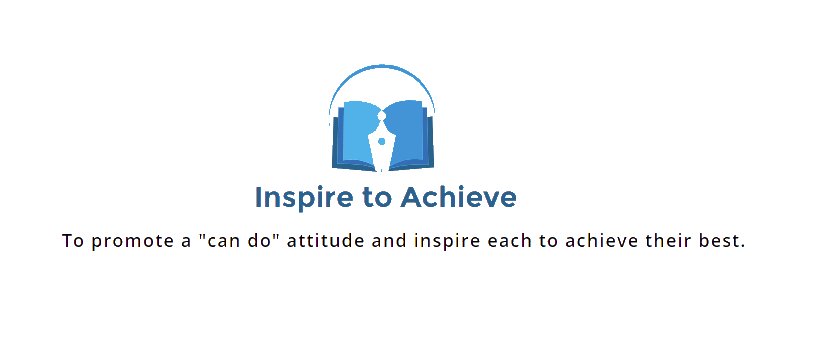 Inspire to Achieve
To promote a "can do" attitude and inspire each to achieve their best.